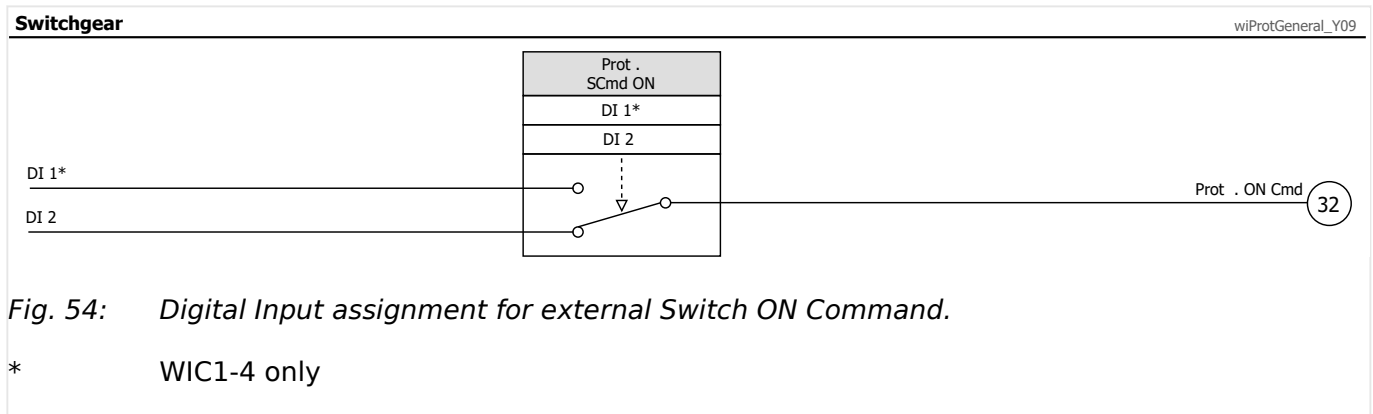 Switchgear
wiProtGeneral_Y09
Prot .
SCmd ON
DI 1*
DI 2
DI 1*
DI 2
Prot . ON Cmd
32
Fig. 54: Digital Input assignment for external Switch ON Command.
* WIC1-4 only